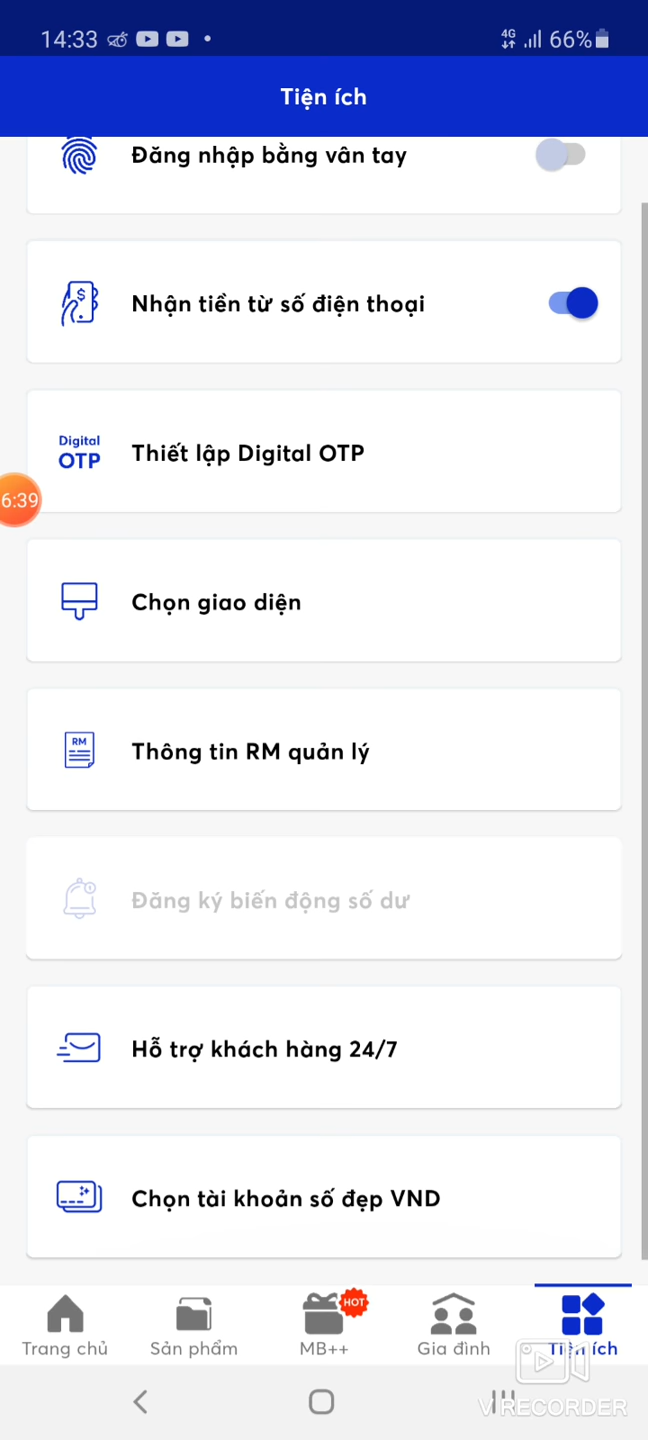 14:33
4G 66%
Tiện ích
Đăng nhập bằng vân tay
$
Nhận tiền từ số điện thoại
Digital
OTP
Thiết lập Digital OTP
6:39
Chọn giao diện
RM
Thông tin RM quản lý
Đăng ký biến động số dư
Hỗ trợ khách hàng 24/7
Chọn tài khoản số đẹp VND
HOT
Trang chủ
Sản phẩm
MB++
Gia đình
Tiện ích
VRECORDER